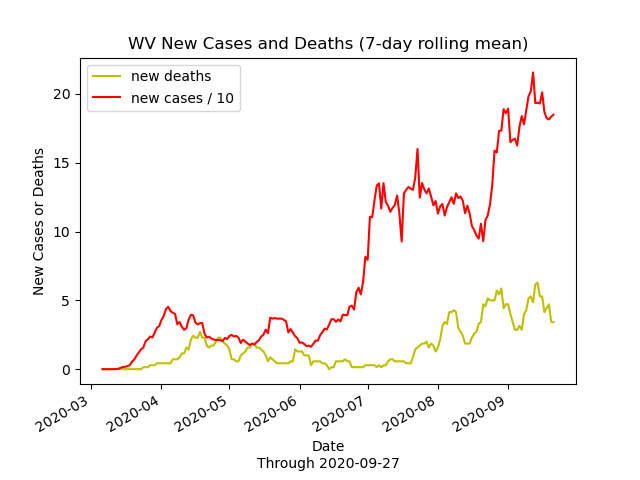 WV New Cases and Deaths (7-day rolling mean)
new deaths
new cases / 10
New Cases or Deaths
20
15
10
5
0
2020-03
2020-04
2020-05
2020-06
2020-07
2020-08
2020-09
Date
Through 2020-09-27